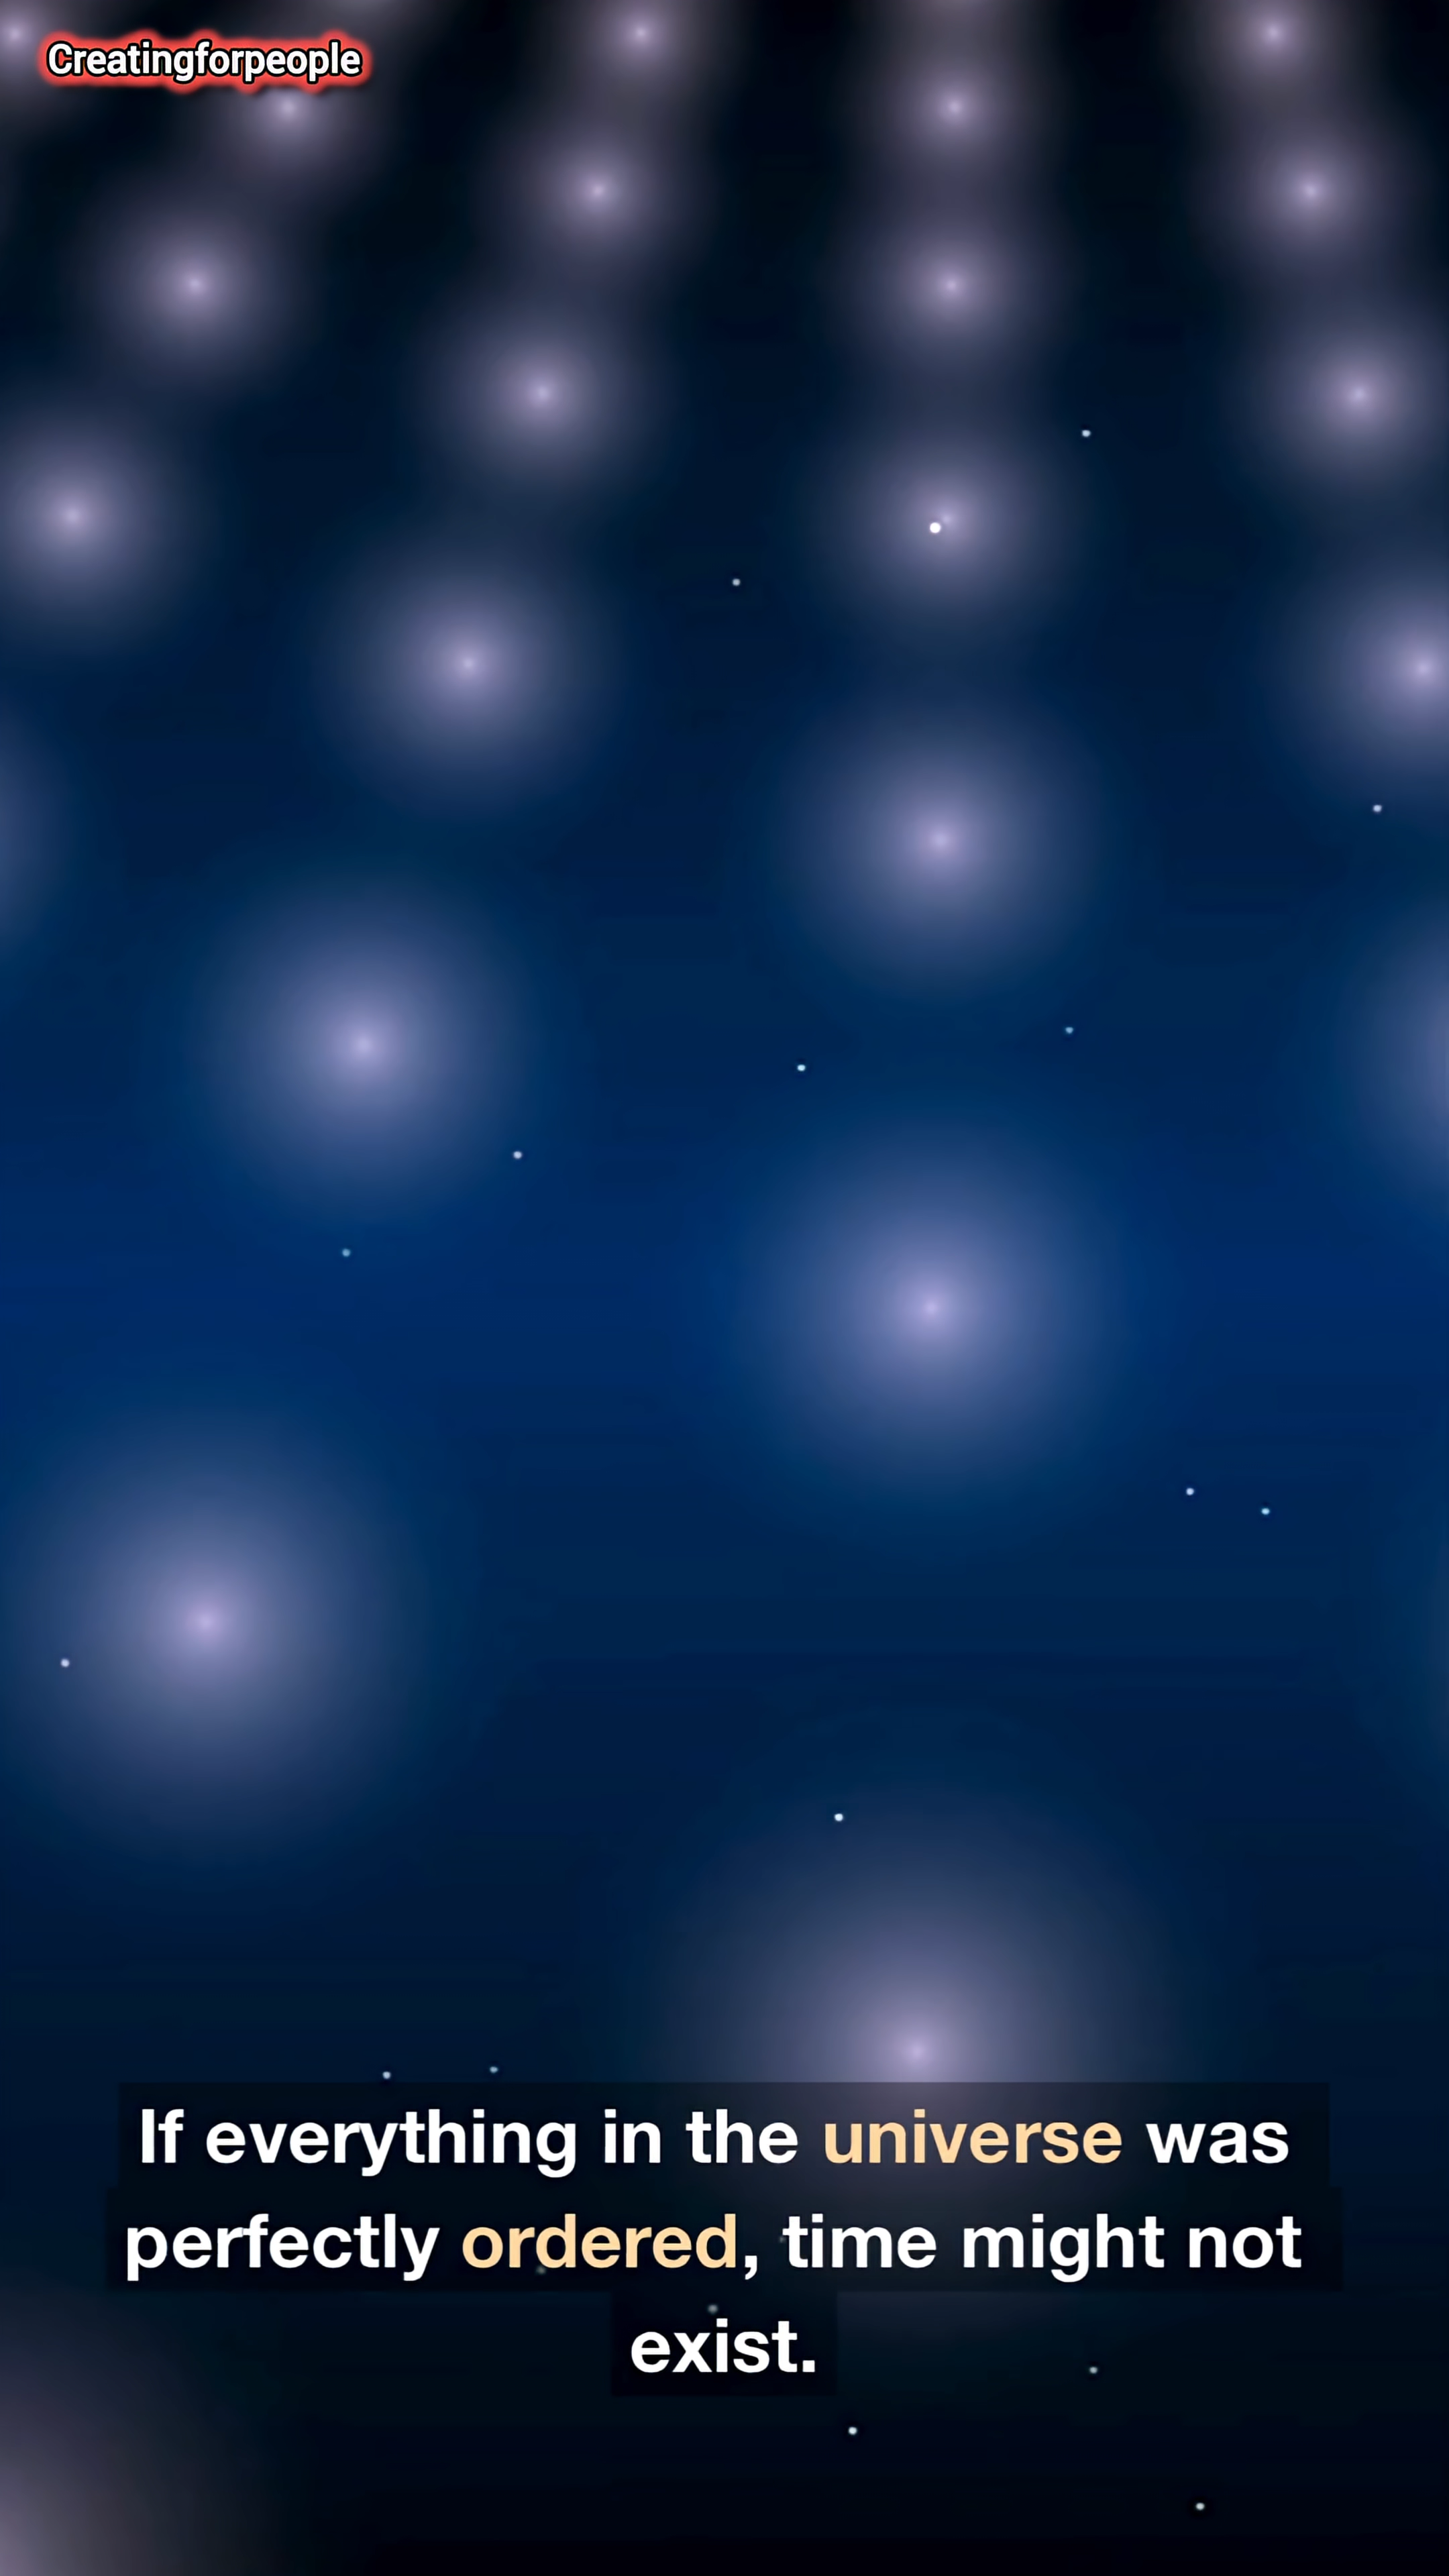 Creatingforpeople
If everything in the universe was
perfectly ordered, time might not
exist.